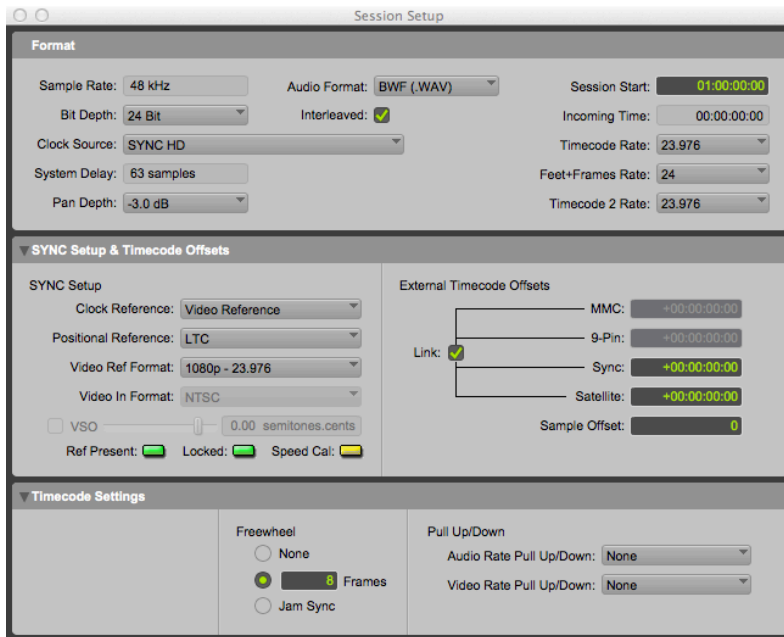 Session Setup
Format
Sample Rate: 48 kHz
Audio Format: BWF (.WAV)
Session Start: 01:00:00:00
Bit Depth: 24 Bit
Interleaved:
Incoming Time: 00:00:00:00
Clock Source: SYNC HD
Timecode Rate: 23.976
System Delay: 63 samples
Feet+Frames Rate: 24
Pan Depth: -3.0 dB
Timecode 2 Rate: 23.976
SYNC Setup & Timecode Offsets
SYNC Setup
Clock Reference: Video Reference
Positional Reference: LTC
Video Ref Format: 1080p - 23.976
Video In Format: NTSC
VSO 0.00 semitones.cents
Ref Present: Locked: Speed Cal:
External Timecode Offsets
MMC: +00:00:00:00
9-Pin: +00:00:00:00
Link:
Sync: +00:00:00:00
Satellite: +00:00:00:00
Sample Offset: 0
Timecode Settings
Freewheel
None
8 Frames
Jam Sync
Pull Up/Down
Audio Rate Pull Up/Down: None
Video Rate Pull Up/Down: None